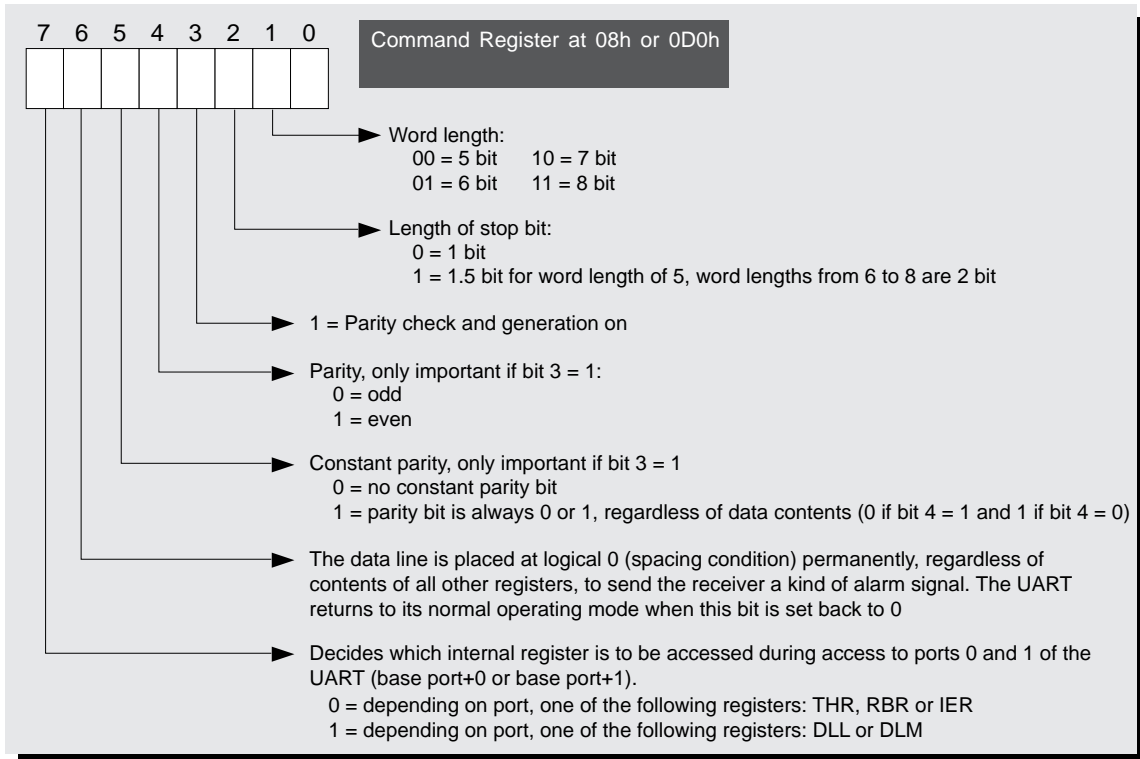 7 6 5 4 3 2 1 0
Command Register at 08h or 0D0h
Word length:
00 = 5 bit 10 = 7 bit
01 = 6 bit 11 = 8 bit
Length of stop bit:
0 = 1 bit
1 = 1.5 bit for word length of 5, word lengths from 6 to 8 are 2 bit
1 = Parity check and generation on
Parity, only important if bit 3 = 1:
0 = odd
1 = even
Constant parity, only important if bit 3 = 1
0 = no constant parity bit
1 = parity bit is always 0 or 1, regardless of data contents (0 if bit 4 = 1 and 1 if bit 4 = 0)
The data line is placed at logical 0 (spacing condition) permanently, regardless of
contents of all other registers, to send the receiver a kind of alarm signal. The UART
returns to its normal operating mode when this bit is set back to 0
Decides which internal register is to be accessed during access to ports 0 and 1 of the
UART (base port+0 or base port+1).
0 = depending on port, one of the following registers: THR, RBR or IER
1 = depending on port, one of the following registers: DLL or DLM